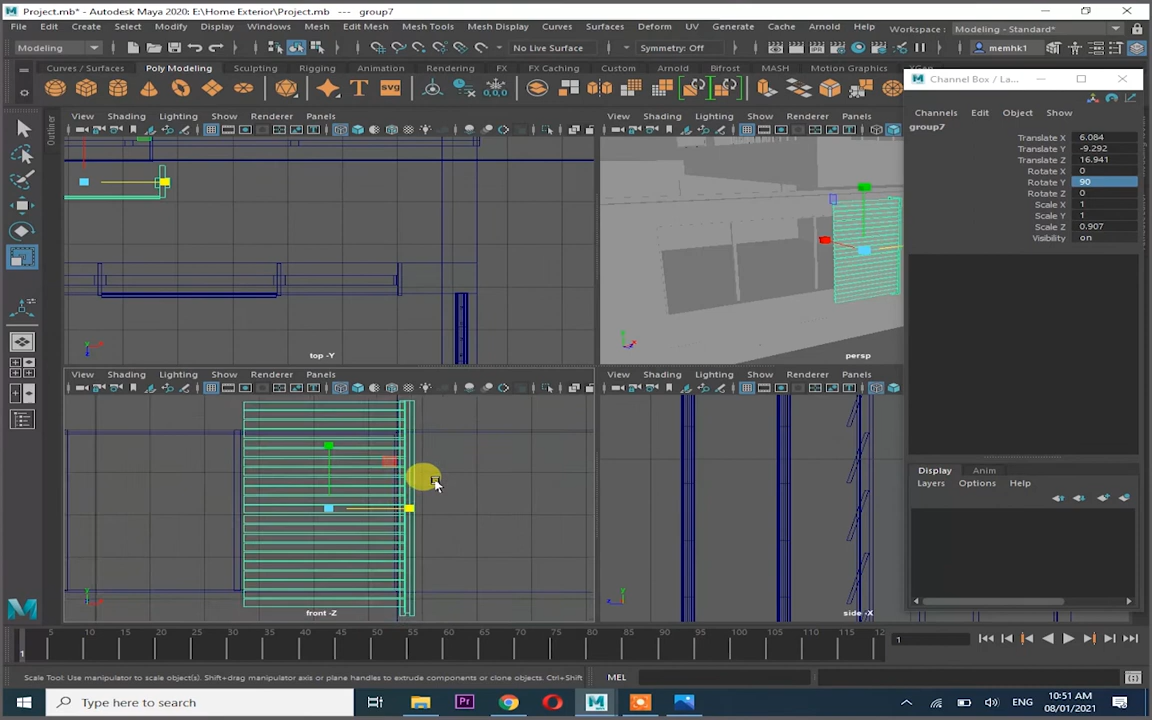 Project.mb* - Autodesk Maya 2020: E:\Home Exterior\Project.mb --- group7
File Edit Create Select Modify Display Windows Mesh Edit Mesh Mesh Tools Mesh Display Curves Surfaces Deform UV Generate Cache Arnold Help Workspace : Modeling - Standard*
Modeling No Live Surface Symmetry: Off memhk1
Curves / Surfaces Poly Modeling Sculpting Rigging Animation Rendering FX FX Caching Custom Arnold Bifrost MASH Motion Graphics
Channel Box / La...
View Shading Lighting Show Renderer Panels
View Shading Lighting Show Renderer Panels
Channels Edit Object Show
group7
Translate X 6.084
Translate Y -9.292
Translate Z 16.941
Rotate X 0
Rotate Y 90
Rotate Z 0
Scale X 1
Scale Y 1
Scale Z 0.907
Visibility on
Outliner
top -Y
persp
View Shading Lighting Show Renderer Panels
View Shading Lighting Show Renderer Panels
front -Z
side -X
Display Anim
Layers Options Help
5 10 15 20 25 30 35 40 45 50 55 60 65 70 75 80 85 90 95 100 105 110 115 12
1
1
Scale Tool: Use manipulator to scale object(s). Shift+drag manipulator axis or plane handles to extrude components or clone objects. Ctrl+Shift
MEL
Type here to search
ENG
10:51 AM
08/01/2021